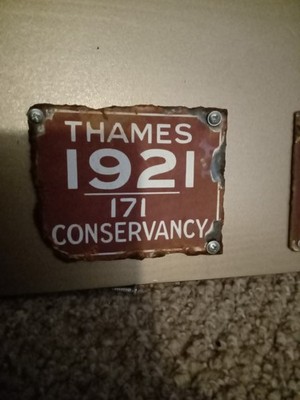 THAMES
1921
171
CONSERVANCY